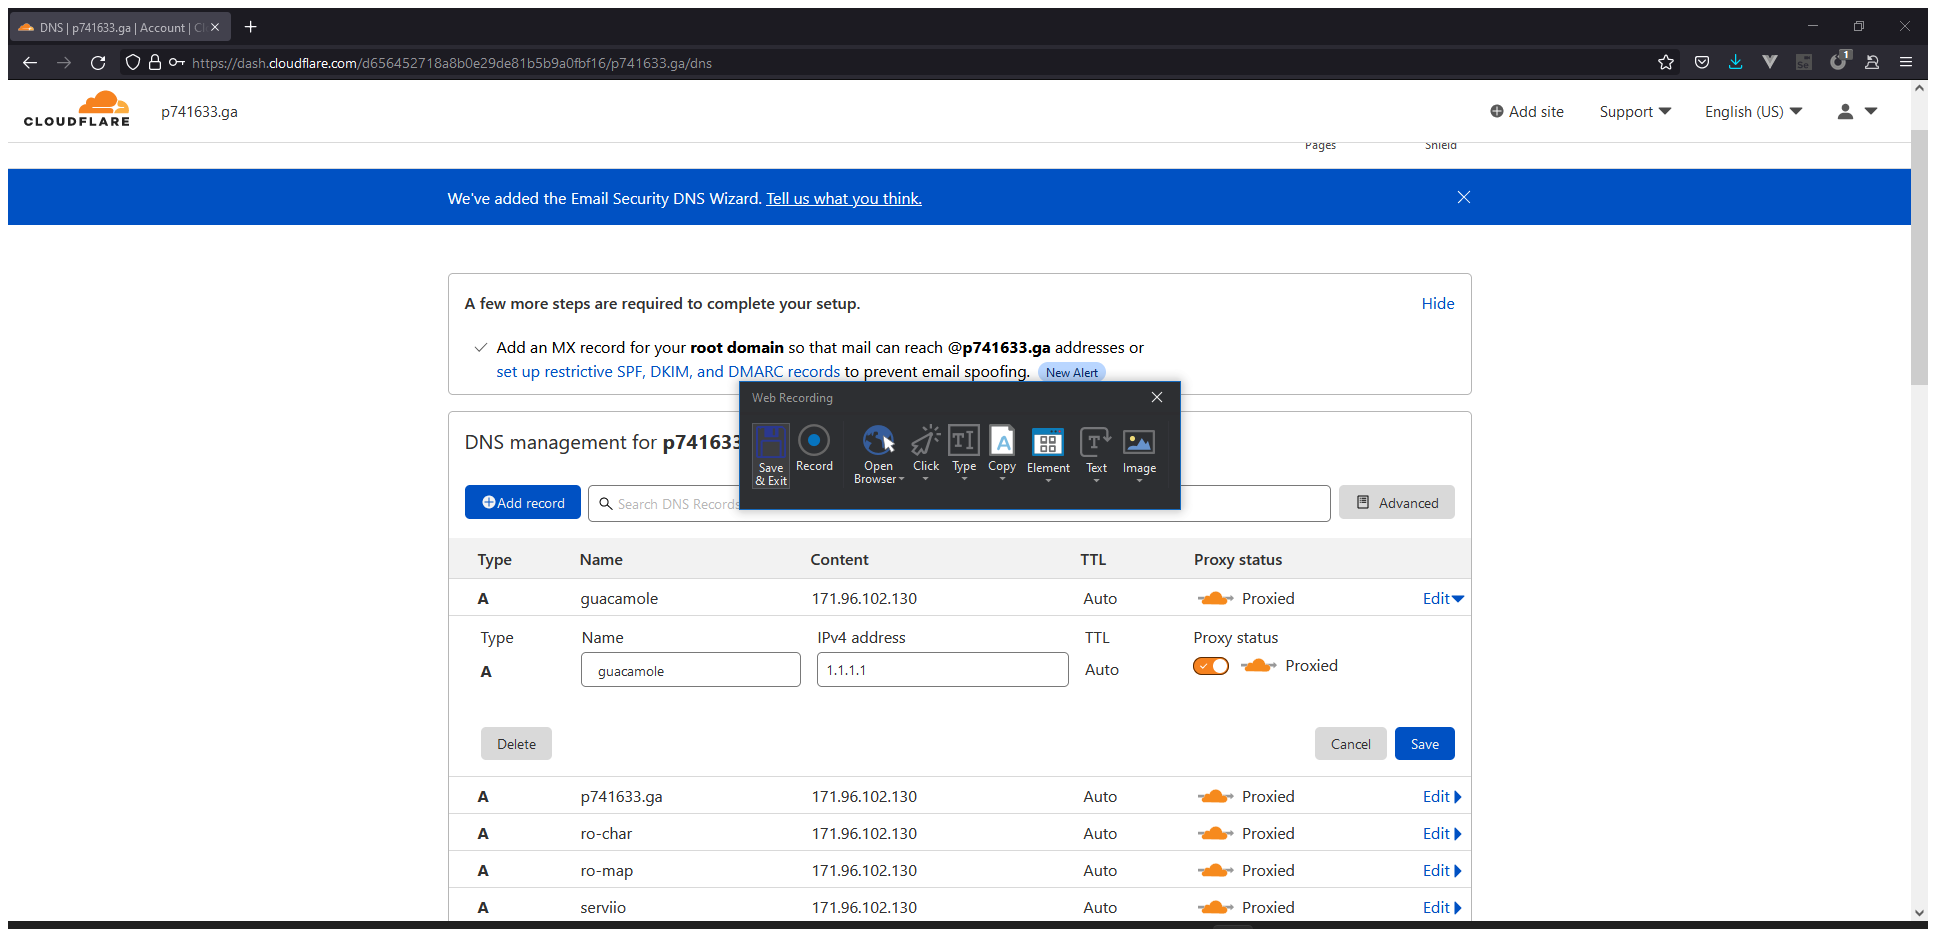 DNS | p741633.ga | Account | Cl
https://dash.cloudflare.com/d656452718a8b0e29de81b5b9a0fbf16/p741633.ga/dns
1
CLOUDFLARE
p741633.ga
Add site
Support
English (US)
Pages
Shield
We've added the Email Security DNS Wizard. Tell us what you think.
A few more steps are required to complete your setup.
Hide
Add an MX record for your root domain so that mail can reach @p741633.ga addresses or
set up restrictive SPF, DKIM, and DMARC records to prevent email spoofing. New Alert
Web Recording
Save & Exit
Record
Open Browser
Click
Type
Copy
Element
Text
Image
DNS management for p741633
Add record
Search DNS Records
Advanced
Type Name Content TTL Proxy status
A guacamole 171.96.102.130 Auto Proxied Edit
Type Name IPv4 address TTL Proxy status
A guacamole 1.1.1.1 Auto Proxied
Delete Cancel Save
A p741633.ga 171.96.102.130 Auto Proxied Edit
A ro-char 171.96.102.130 Auto Proxied Edit
A ro-map 171.96.102.130 Auto Proxied Edit
A serviio 171.96.102.130 Auto Proxied Edit